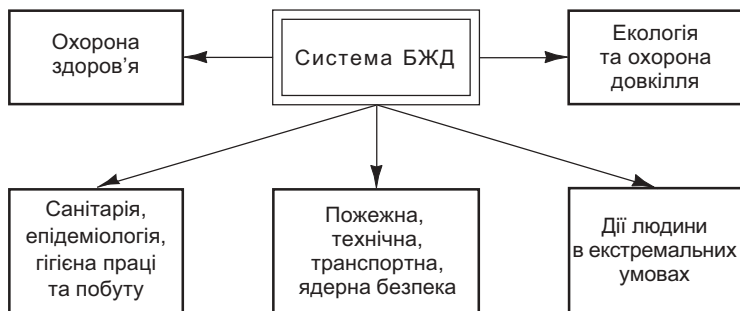 Охорона
здоров’я
Система БЖД
Екологія
та охорона
довкілля
Санітарія,
епідеміологія,
гігієна праці
та побуту
Пожежна,
технічна,
транспортна,
ядерна безпека
Дії людини
в екстремальних
умовах